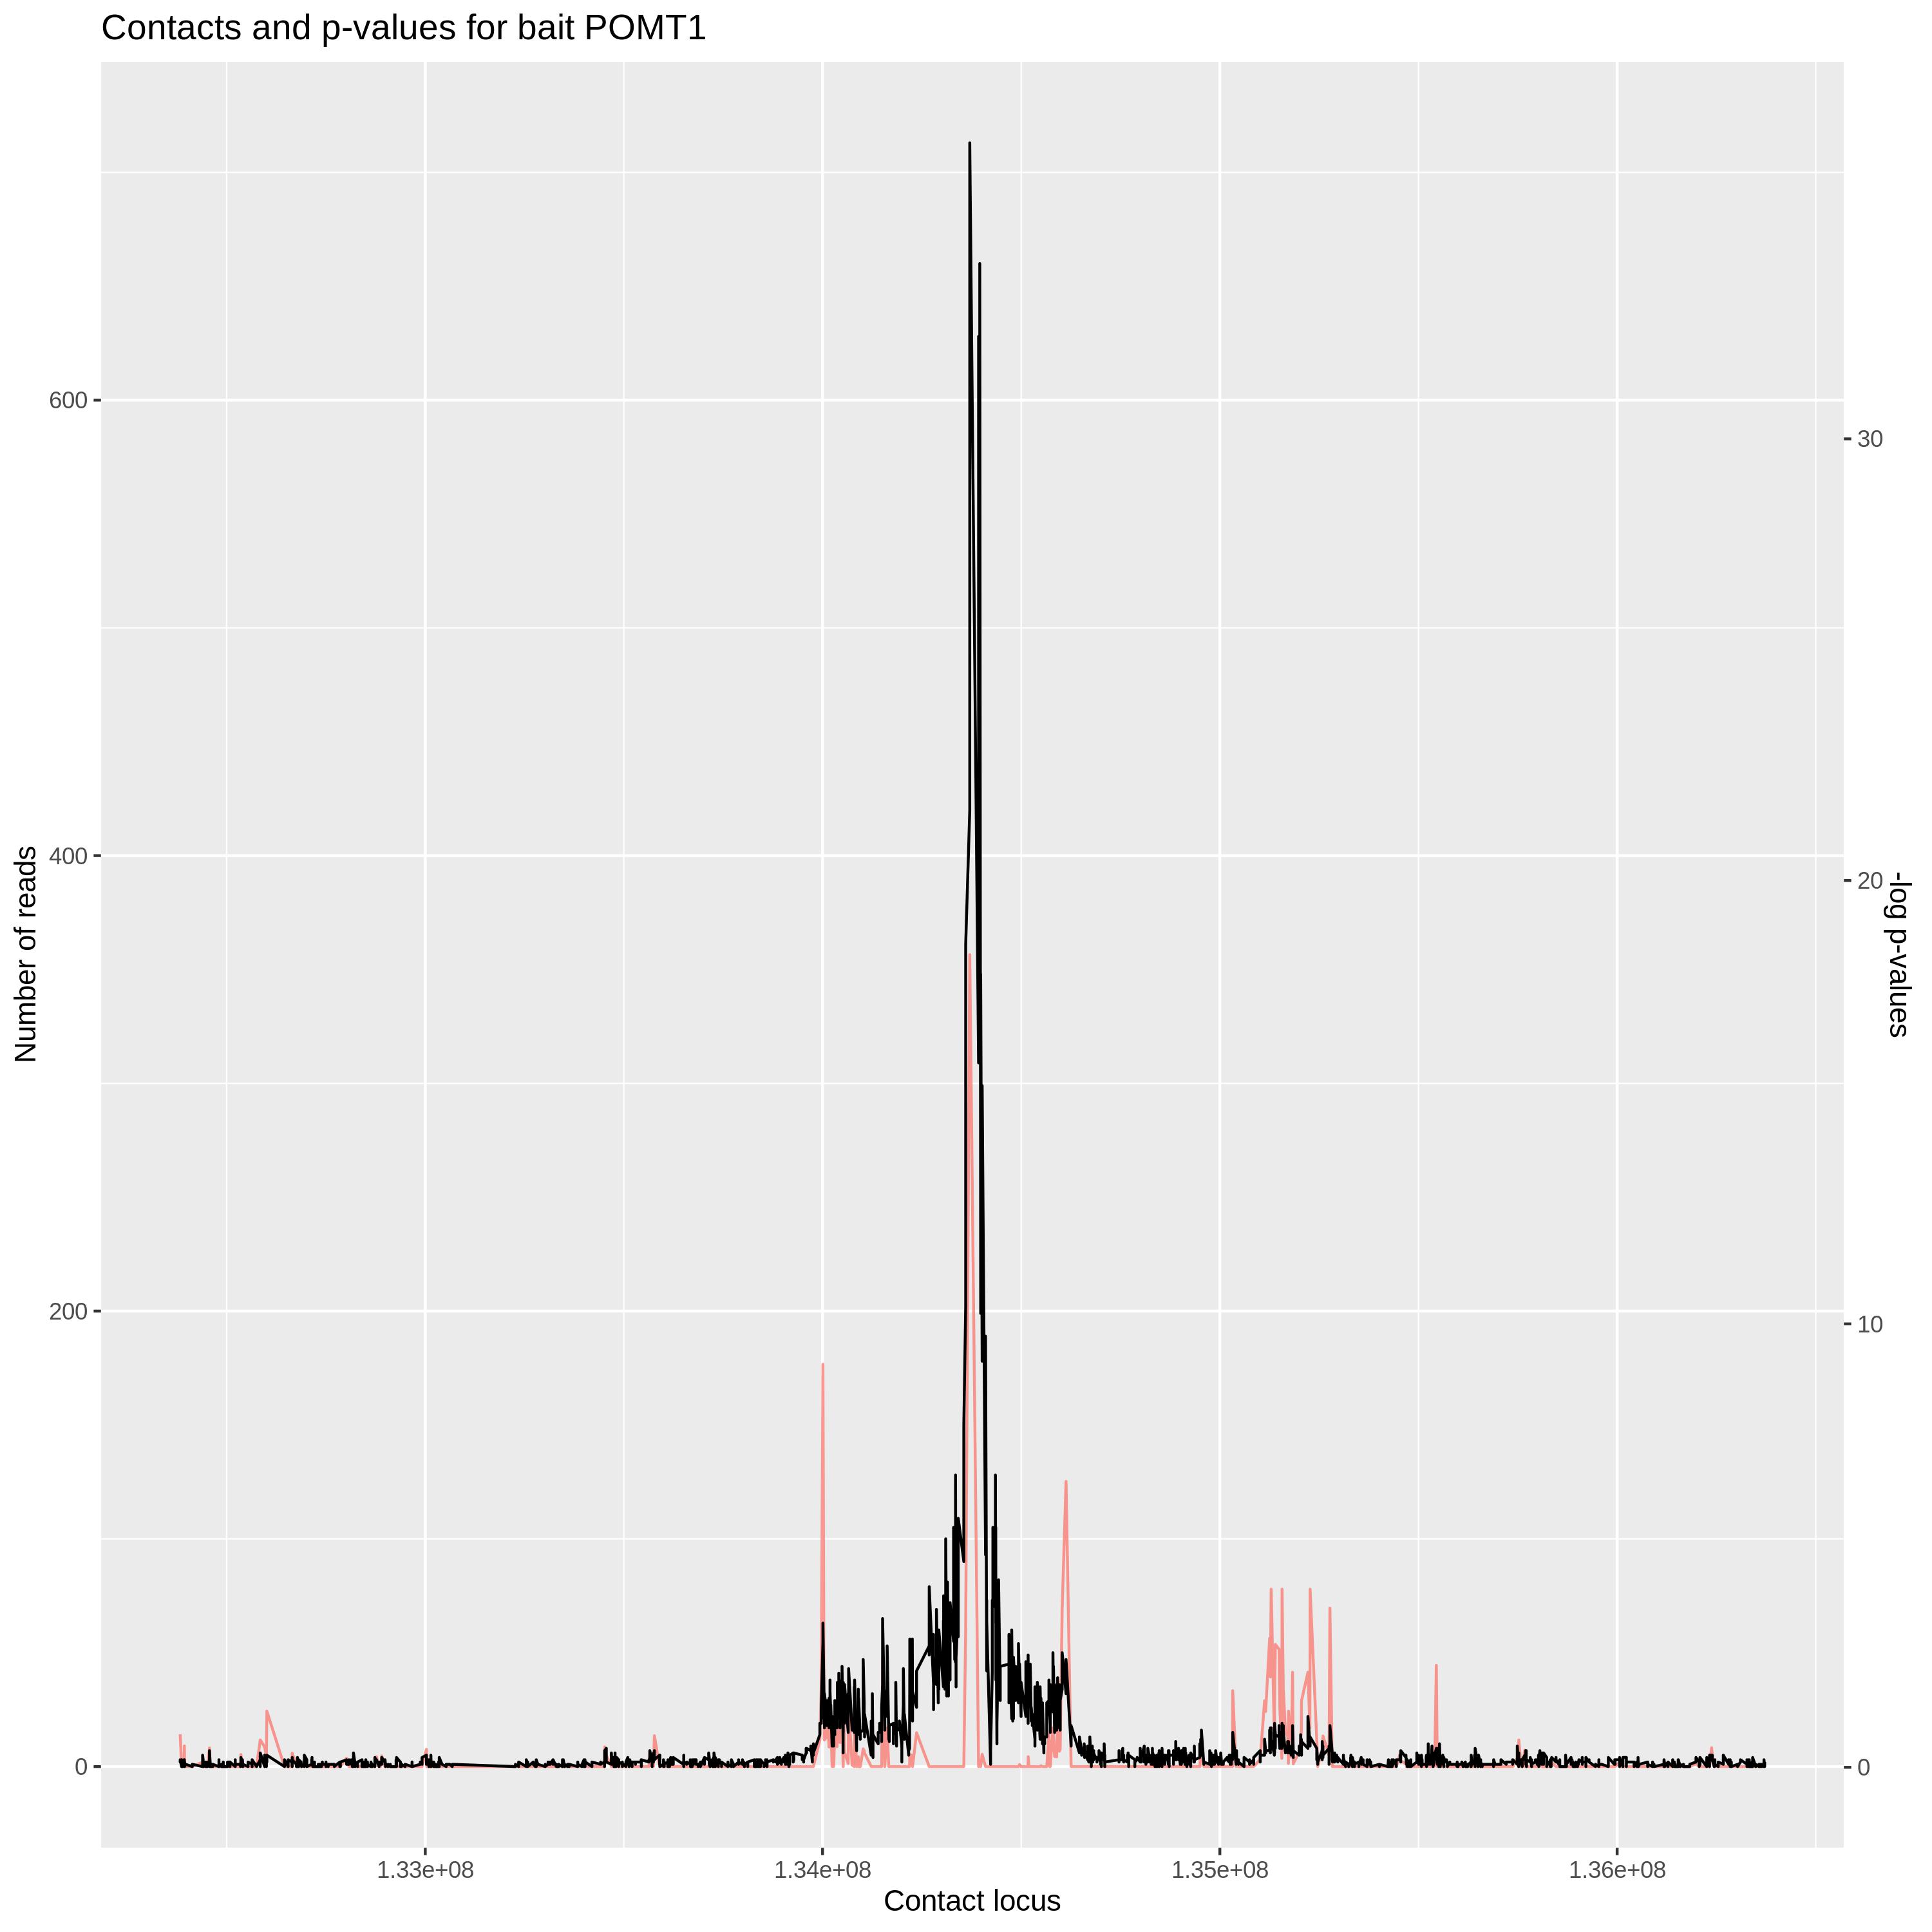 Contacts and p-values for bait POMT1
600
400
200
0
Number of reads
30
20
10
0
-log p-values
1.33e+08
1.34e+08
1.35e+08
1.36e+08
Contact locus